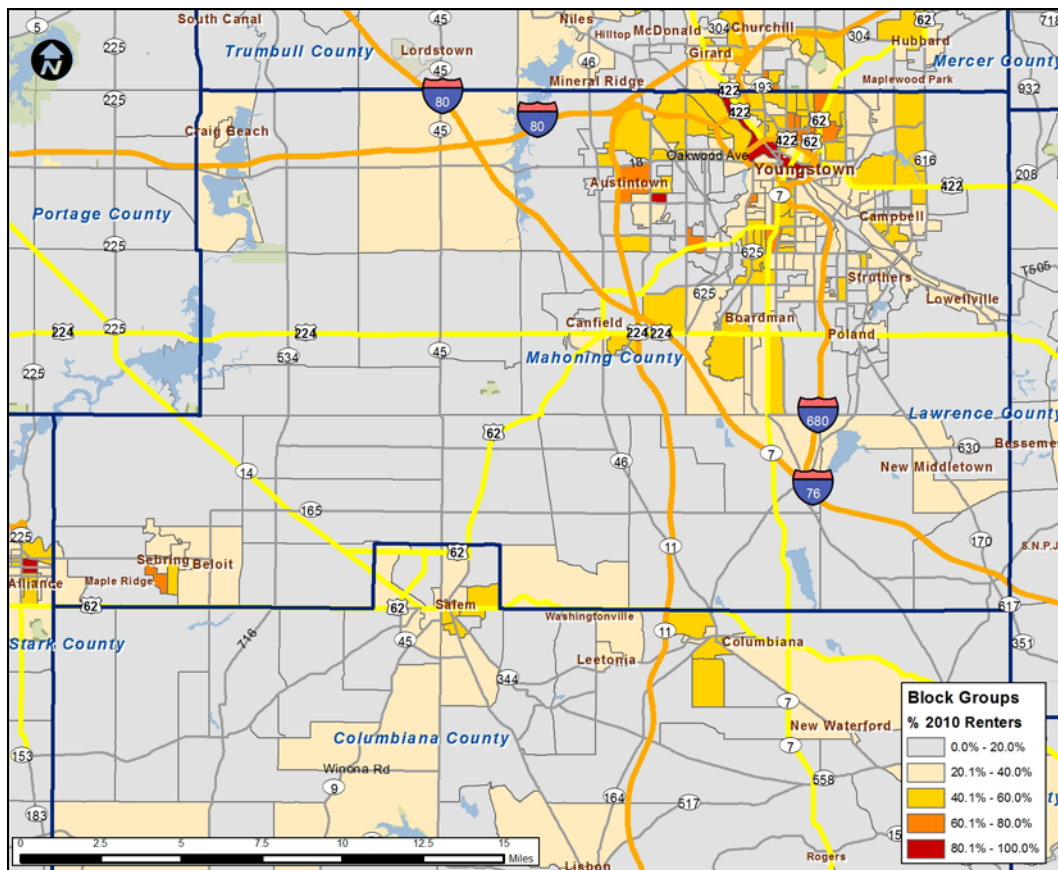 South Canal
45
80
Niles
Hilltop
McDonald
304
Churchill
62
718
5
225
Trumbull County
Lordstown
45
46
Girard
304
Hubbard
Mercer County
N
225
Mineral Ridge
422
193
Maplewood Park
932
80
80
45
422
62
Craig Beach
422
62
Oakwood Ave
18
Youngstown
616
208
Austintown
422
Portage County
7
Campbell
225
225
625
Struthers
T505
625
Lowellville
Boardman
Canfield
224
225
224
224
224
Poland
45
Mahoning County
534
225
680
Lawrence County
62
46
7
630
Bessemer
New Middletown
14
76
165
170
225
11
62
Sebring
Beloit
S.N.P.J
Alliance
Maple Ridge
62
62
Salem
617
Washingtonville
Stark County
716
45
11
Columbiana
351
Leetonia
344
7
New Waterford
Columbiana County
7
153
Winona Rd
558
9
164
517
183
15
Lisbon
Rogers
Block Groups
% 2010 Renters
0.0% - 20.0%
20.1% - 40.0%
40.1% - 60.0%
60.1% - 80.0%
80.1% - 100.0%
0 2.5 5 7.5 10 12.5 15
Miles